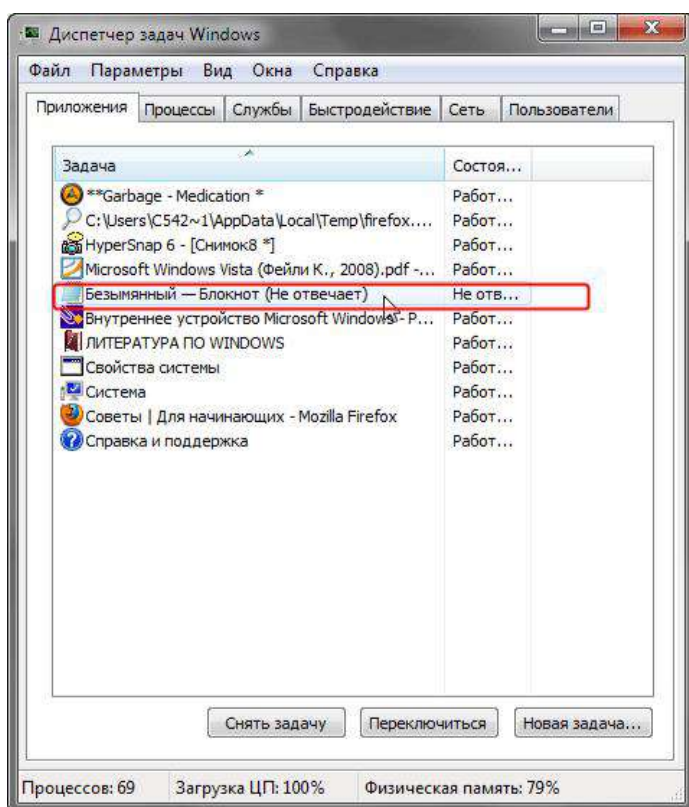 Диспетчер задач Windows
Файл Параметры Вид Окна Справка
Приложения Процессы Службы Быстродействие Сеть Пользователи
Задача Состоя...
**Garbage - Medication * Работ...
C:\Users\C542~1\AppData\Local\Temp\firefox.... Работ...
HyperSnap 6 - [Снимок8 *] Работ...
Microsoft Windows Vista (Фейли К., 2008).pdf -... Работ...
Безымянный — Блокнот (Не отвечает) Не отв...
Внутреннее устройство Microsoft Windows - P... Работ...
ЛИТЕРАТУРА ПО WINDOWS Работ...
Свойства системы Работ...
Система Работ...
Советы | Для начинающих - Mozilla Firefox Работ...
Справка и поддержка Работ...
Снять задачу Переключиться Новая задача...
Процессов: 69 Загрузка ЦП: 100% Физическая память: 79%